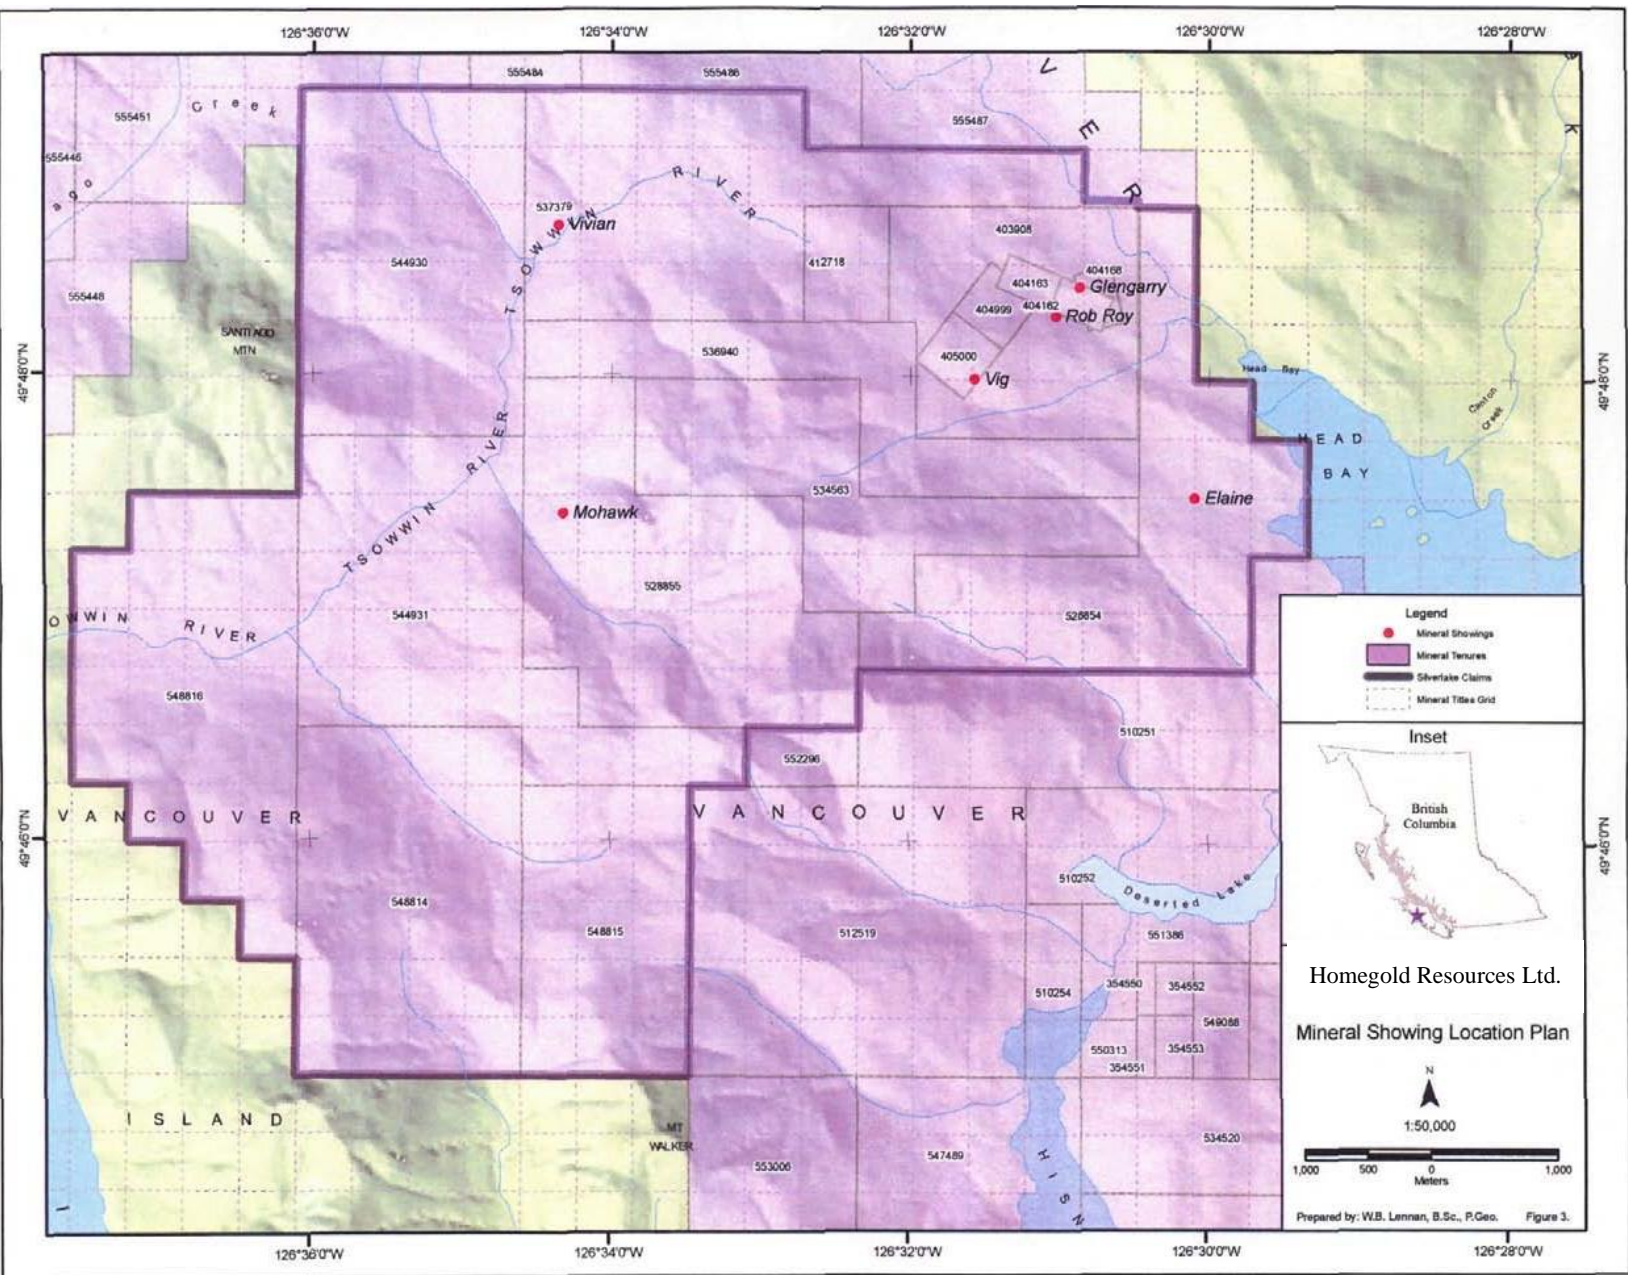 126°36'0"W
126°34'0"W
126°32'0"W
126°30'0"W
126°28'0"W
555484
555486
555451
Creek
555487
V
E
R
K
555446
ago
RIVER
537379
Vivian
TSOWWIN
403908
544930
412718
404168
404163
Glengarry
555448
404999
404162
Rob Roy
SANTIAGO
MTN
536940
405000
Vig
Head Bay
49°48'0"N
49°48'0"N
Canton
Creek
HEAD
BAY
RIVER
534563
Elaine
TSOWWIN
Mohawk
528855
544931
528854
OWWIN
RIVER
548816
510251
552296
VANCOUVER
VANCOUVER
49°46'0"N
49°46'0"N
510252
Deserted Lake
548814
548815
512519
551386
510254
354550
354552
549088
550313
354553
354551
ISLAND
MT
WALKER
553006
547489
534520
HISN
I
Legend
Mineral Showings
Mineral Tenures
Silverlake Claims
Mineral Titles Grid
Inset
British
Columbia
Homegold Resources Ltd.
Mineral Showing Location Plan
N
1:50,000
1,000 500 0 1,000
Meters
Prepared by: W.B. Lennan, B.Sc., P.Geo. Figure 3.
126°36'0"W
126°34'0"W
126°32'0"W
126°30'0"W
126°28'0"W